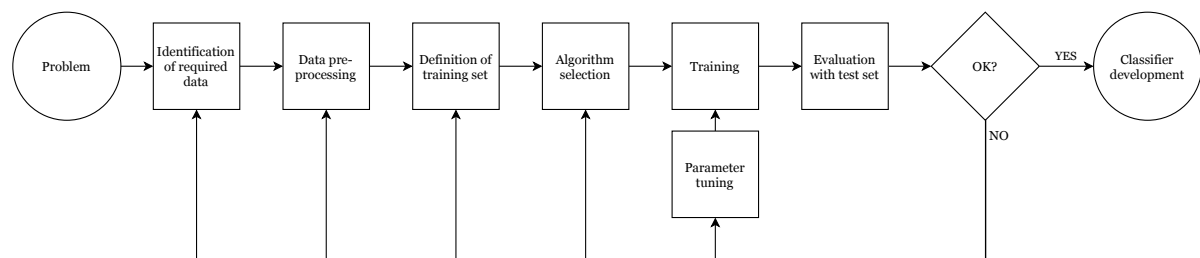 Problem
Identification
of required
data
Data pre-
processing
Definition of
training set
Algorithm
selection
Training
Evaluation
with test set
OK?
YES
Classifier
development
NO
Parameter
tuning